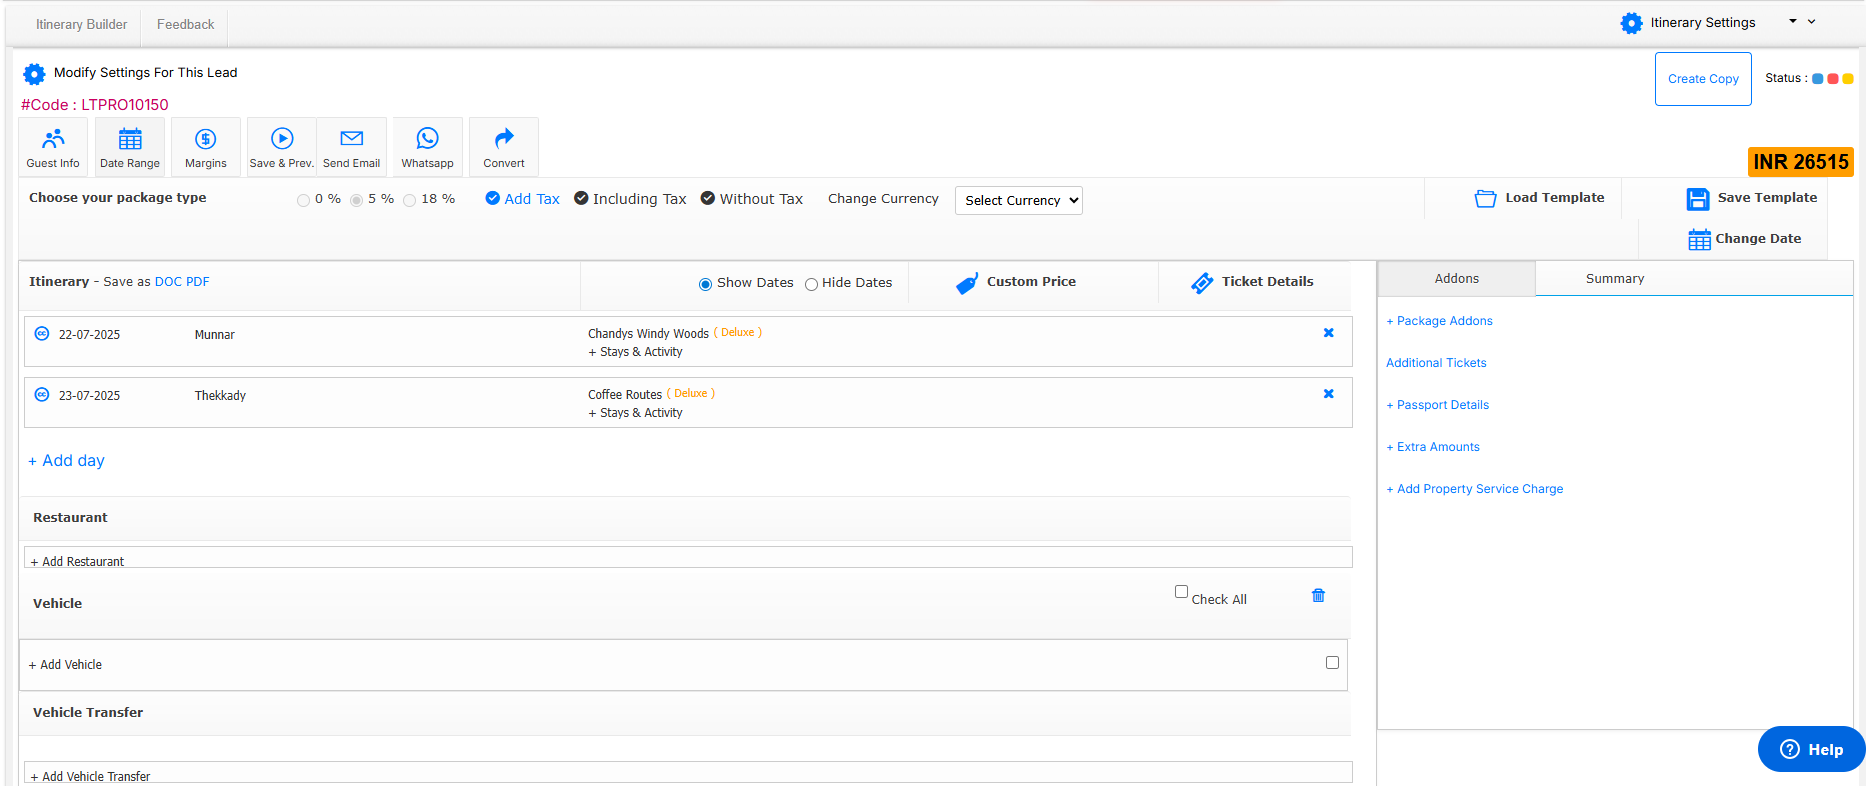 Itinerary Builder Feedback Itinerary Settings
Modify Settings For This Lead
Create Copy Status :
#Code : LTPRO10150
Guest Info Date Range Margins Save & Prev. Send Email Whatsapp Convert
INR 26515
Choose your package type 0 % 5 % 18 % Add Tax Including Tax Without Tax Change Currency Select Currency Load Template Save Template
Change Date
Itinerary - Save as DOC PDF Show Dates Hide Dates Custom Price Ticket Details
Addons Summary
22-07-2025 Munnar Chandys Windy Woods ( Deluxe )
+ Stays & Activity
23-07-2025 Thekkady Coffee Routes ( Deluxe )
+ Stays & Activity
+ Add day
Restaurant
+ Add Restaurant
Vehicle Check All
+ Add Vehicle
Vehicle Transfer
+ Add Vehicle Transfer
+ Package Addons
Additional Tickets
+ Passport Details
+ Extra Amounts
+ Add Property Service Charge
Help